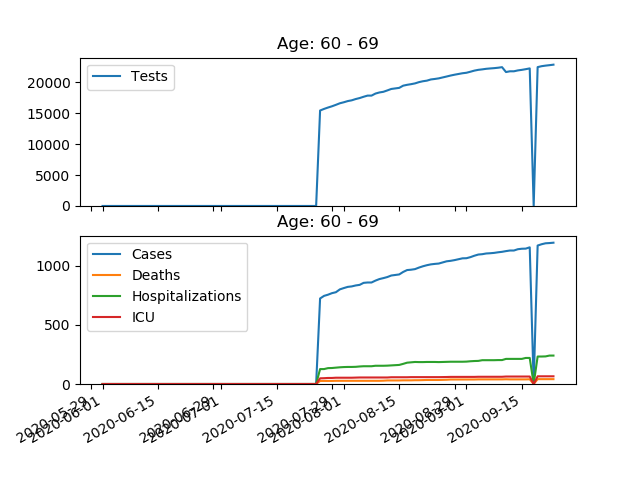 Age: 60 - 69
Tests
20000
15000
10000
5000
0
Age: 60 - 69
Cases
Deaths
Hospitalizations
ICU
1000
500
0
2020-05-29
2020-06-01
2020-06-15
2020-06-29
2020-07-01
2020-07-15
2020-07-29
2020-08-01
2020-08-15
2020-08-29
2020-09-01
2020-09-15